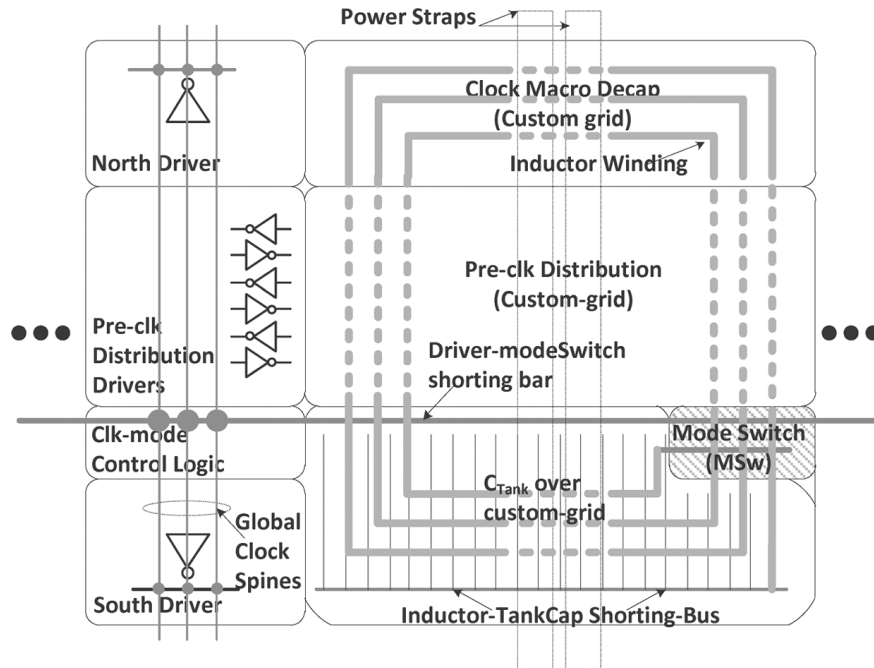 Power Straps
Clock Macro Decap
(Custom grid)
North Driver
Inductor Winding
Pre-clk Distribution
(Custom-grid)
Pre-clk
Distribution
Drivers
Driver-modeSwitch
shorting bar
Clk-mode
Control Logic
Mode Switch
(MSw)
CTank over
custom-grid
Global
Clock
Spines
South Driver
Inductor-TankCap Shorting-Bus